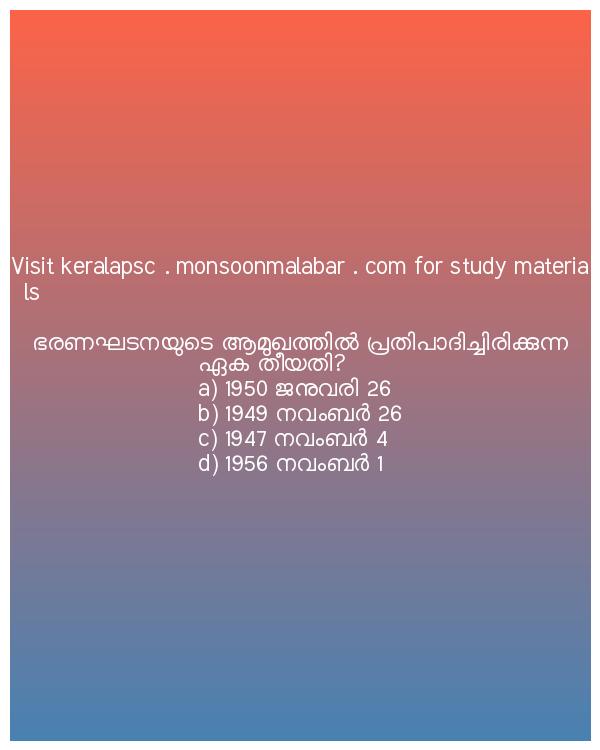 Visit keralapsc . monsoonmalabar . com for study materia
ls
ഭരണഘടനയുടെ ആമുഖത്തിൽ പ്രതിപാദിച്ചിരിക്കുന്ന
ഏക തീയതി?
a) 1950 ജനുവരി 26
b) 1949 നവംബർ 26
c) 1947 നവംബർ 4
d) 1956 നവംബർ 1